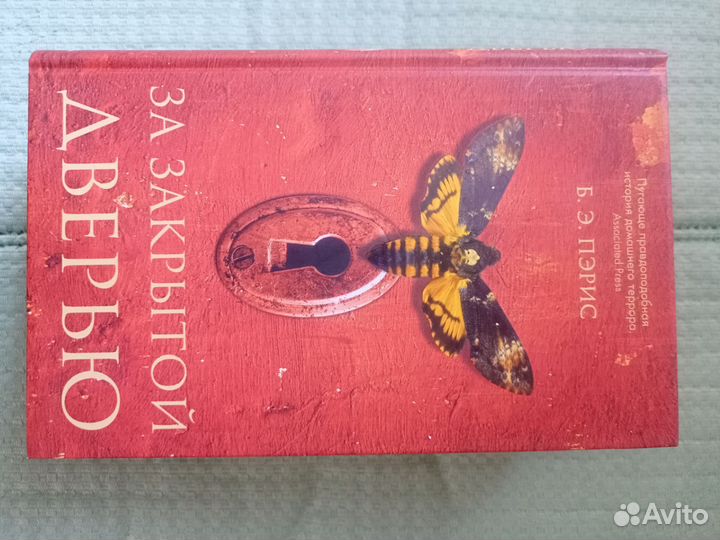 Пугающе правдоподобная
история домашнего террора.
Associated Press
Б. Э. ПЭРИС
ЗА ЗАКРЫТОЙ
ДВЕРЬЮ
Avito